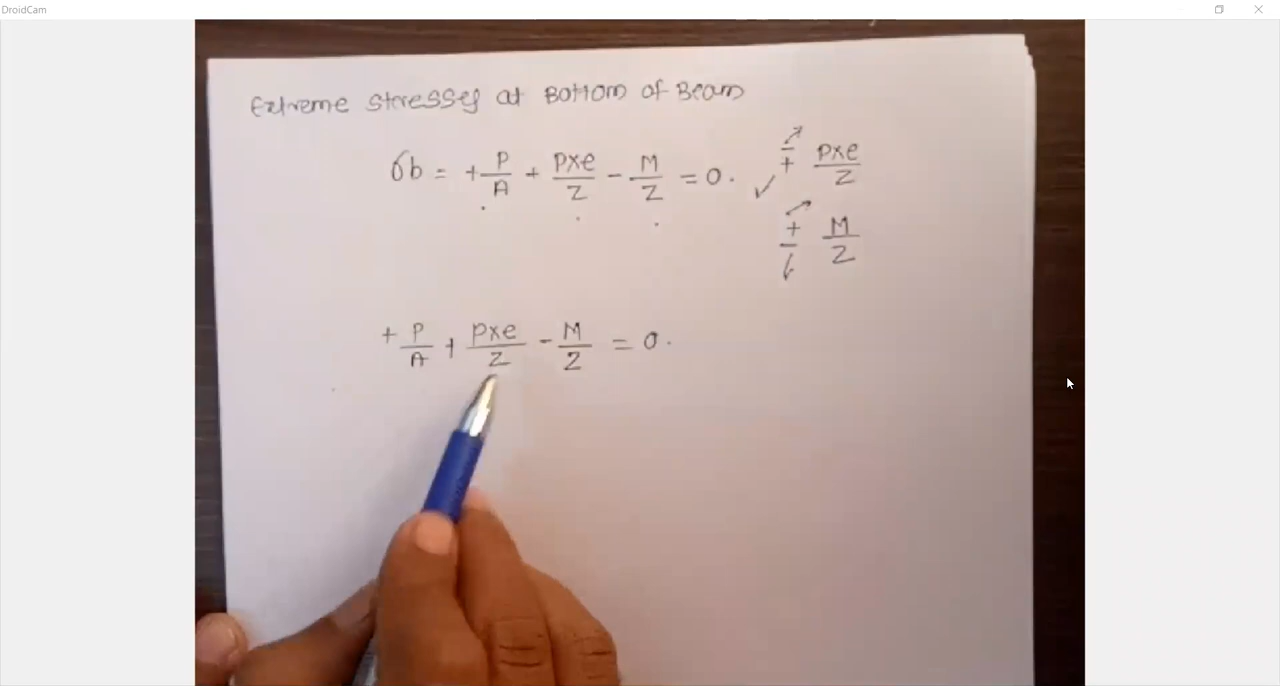 DroidCam
Extreme stresses at Bottom of Beam
σb = + P/A + Pxe/Z - M/Z = 0.
-/+ Pxe/Z
+/- M/Z
+ P/A + Pxe/Z - M/Z = 0.